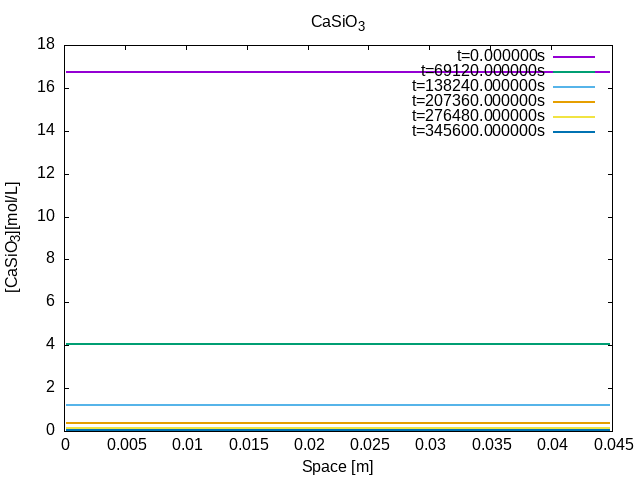 CaSiO3
18
16
14
12
10
8
6
4
2
0
[CaSiO3][mol/L]
t=0.000000s
t=69120.000000s
t=138240.000000s
t=207360.000000s
t=276480.000000s
t=345600.000000s
0 0.005 0.01 0.015 0.02 0.025 0.03 0.035 0.04 0.045
Space [m]